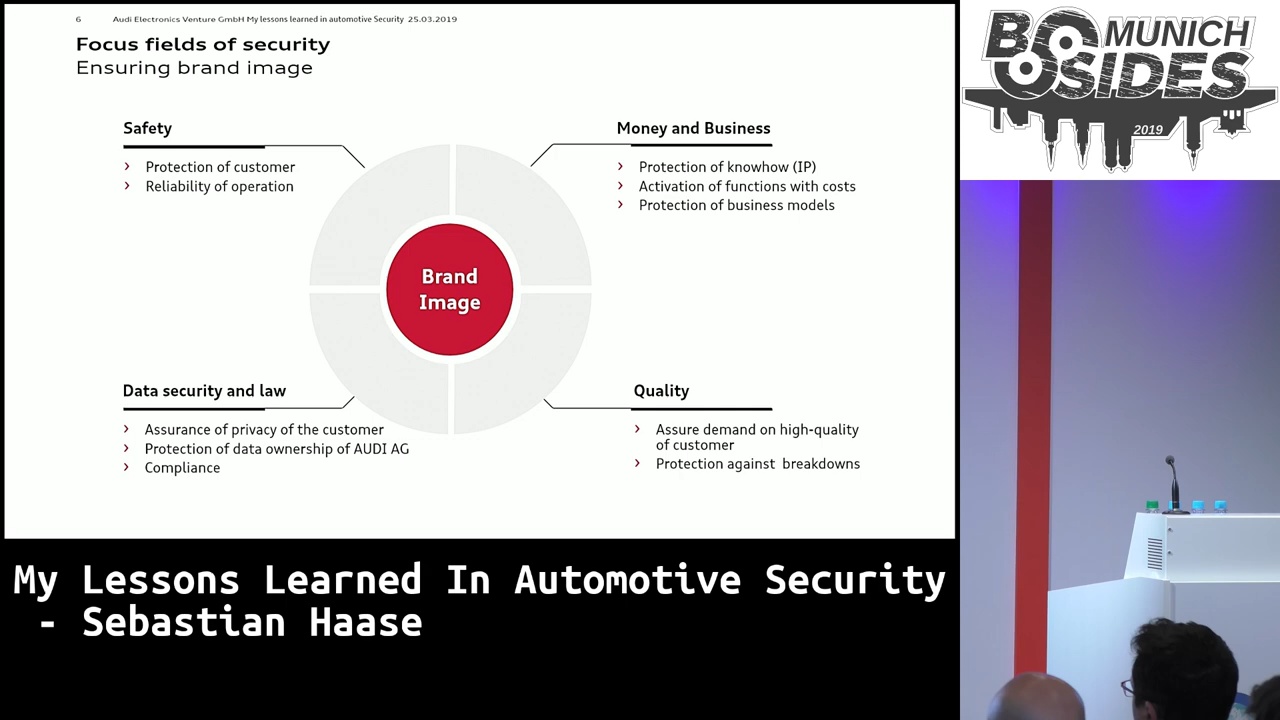 6 Audi Electronics Venture GmbH My lessons learned in automotive Security 25.03.2019
Focus fields of security
Ensuring brand image
Safety
› Protection of customer
› Reliability of operation
Money and Business
› Protection of knowhow (IP)
› Activation of functions with costs
› Protection of business models
Brand
Image
Data security and law
› Assurance of privacy of the customer
› Protection of data ownership of AUDI AG
› Compliance
Quality
› Assure demand on high-quality
of customer
› Protection against breakdowns
My Lessons Learned In Automotive Security
- Sebastian Haase
BSIDES MUNICH
2019